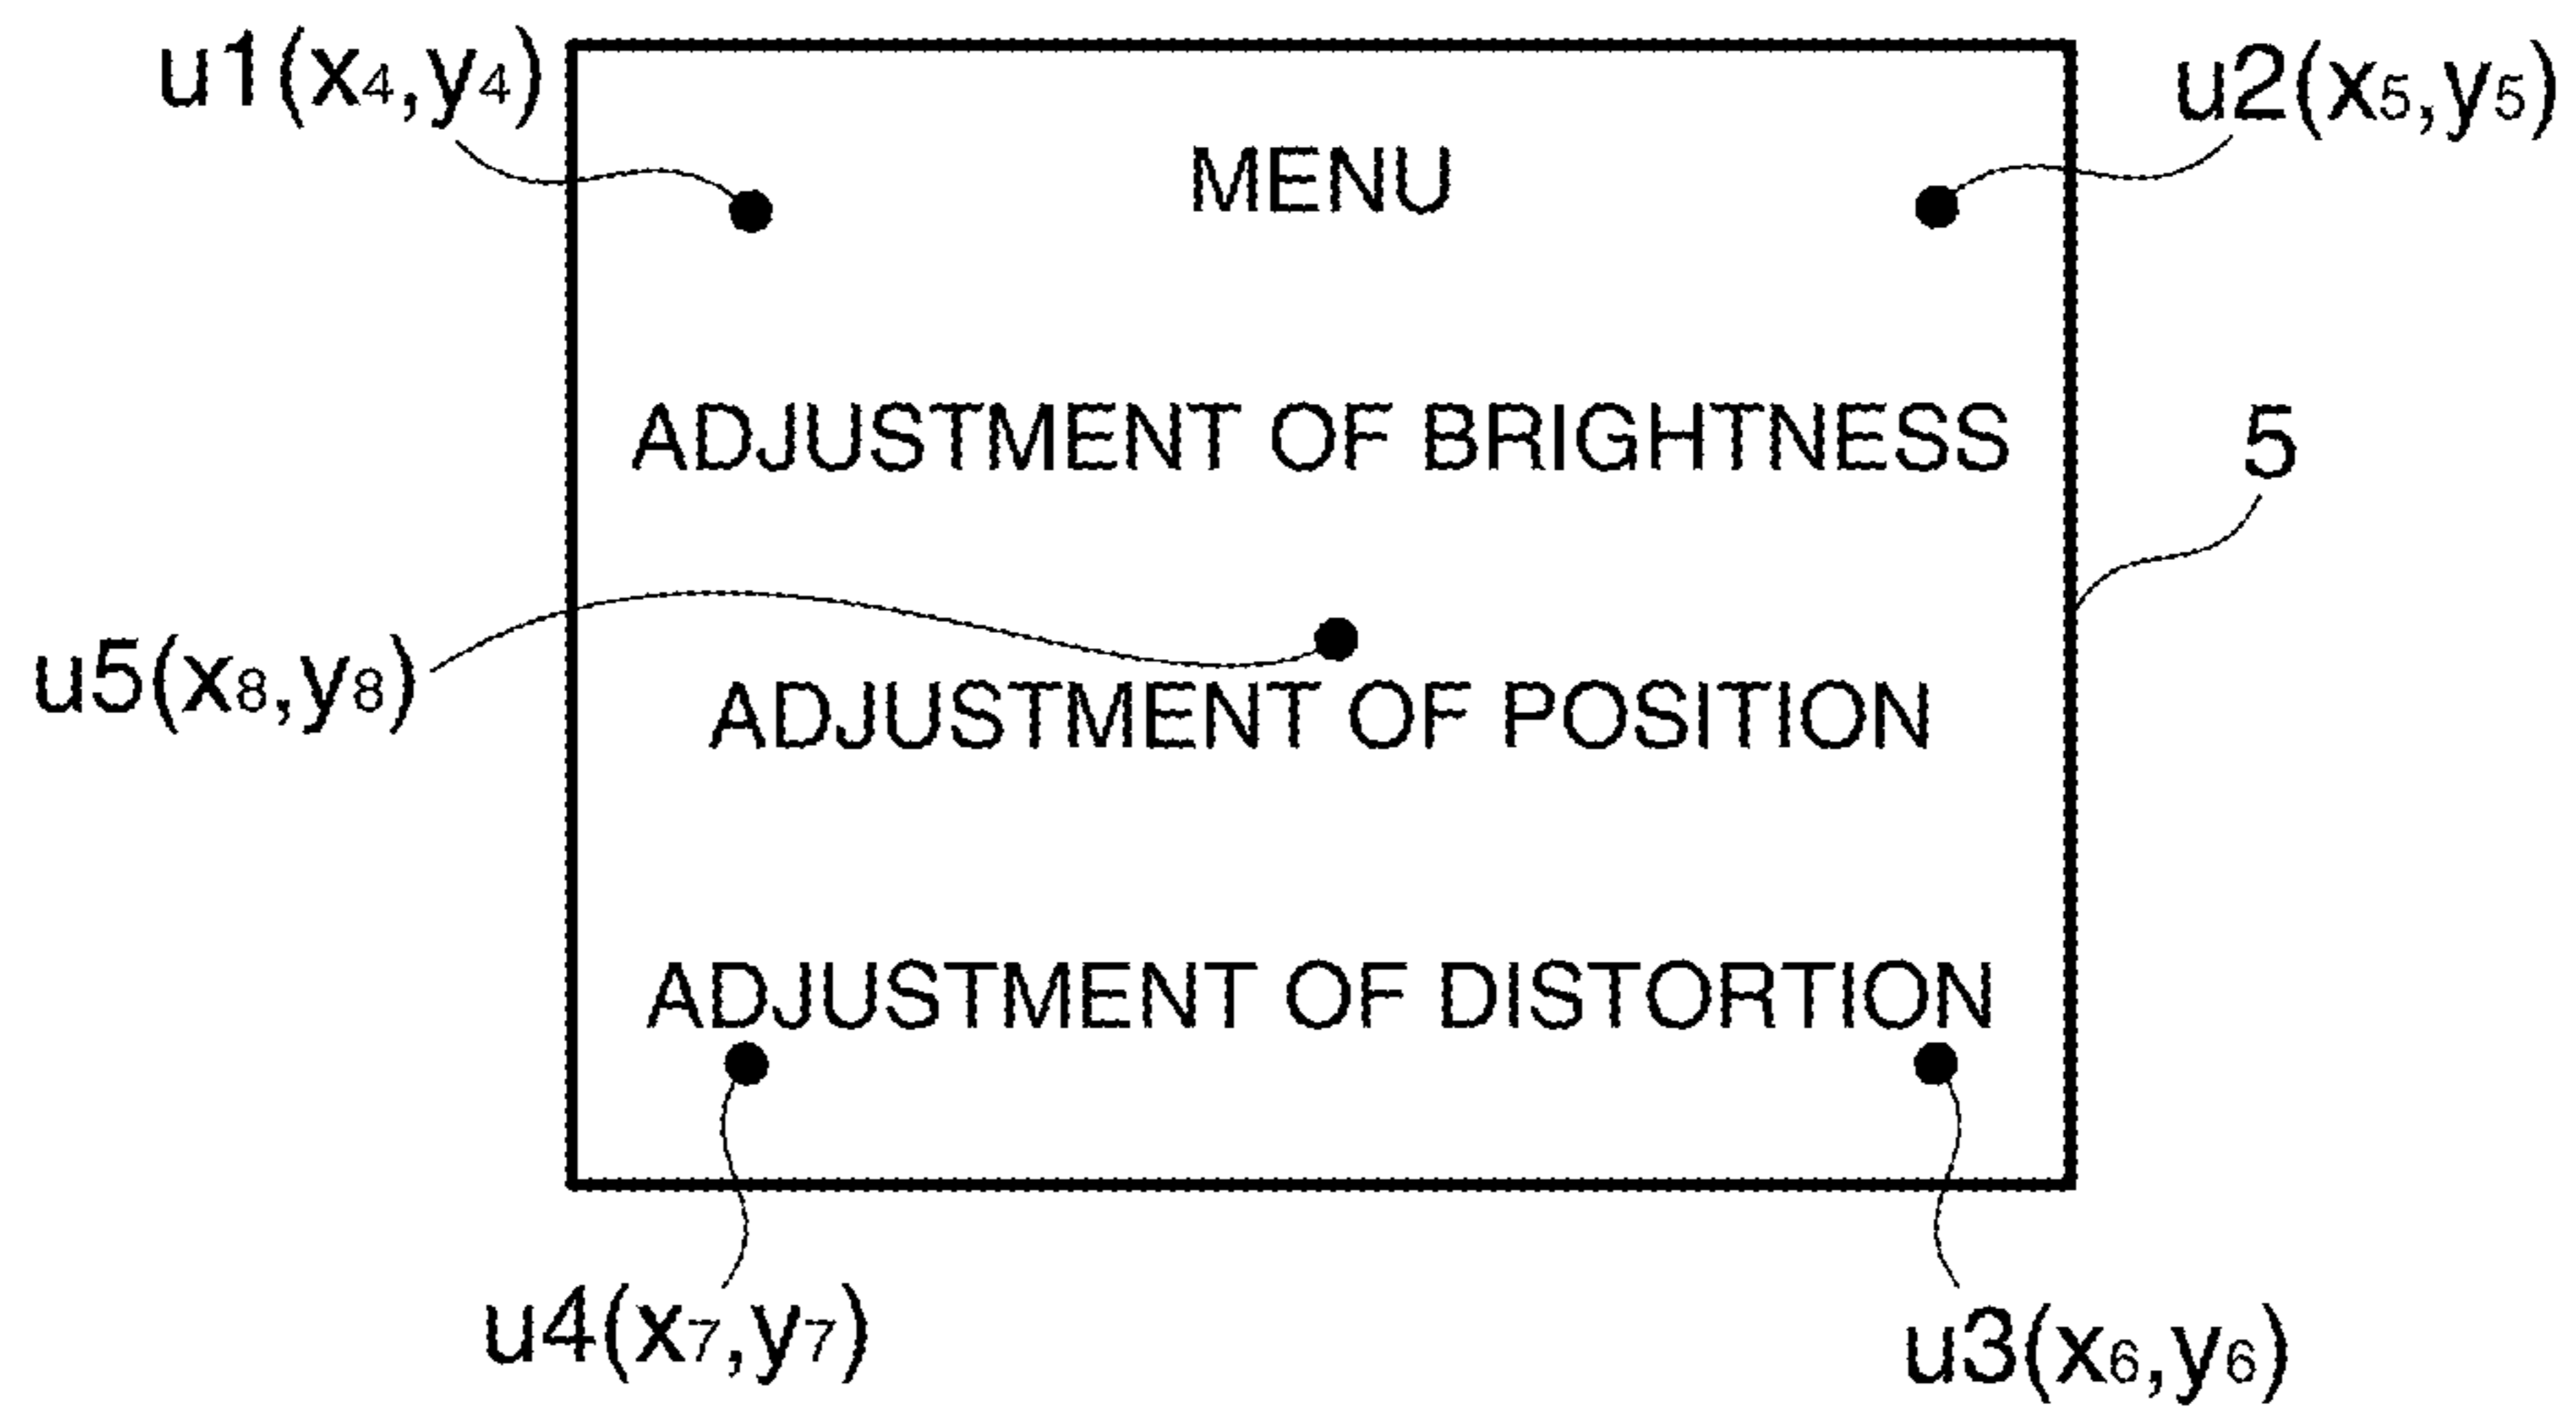 u1(x4,y4)
u2(x5,y5)
MENU
ADJUSTMENT OF BRIGHTNESS
5
u5(x8,y8)
ADJUSTMENT OF POSITION
ADJUSTMENT OF DISTORTION
u4(x7,y7)
u3(x6,y6)